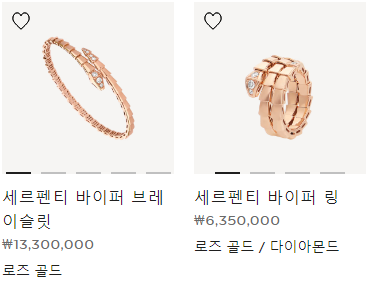 세르펜티 바이퍼 브레
이슬릿
₩13,300,000
로즈 골드
세르펜티 바이퍼 링
₩6,350,000
로즈 골드 / 다이아몬드